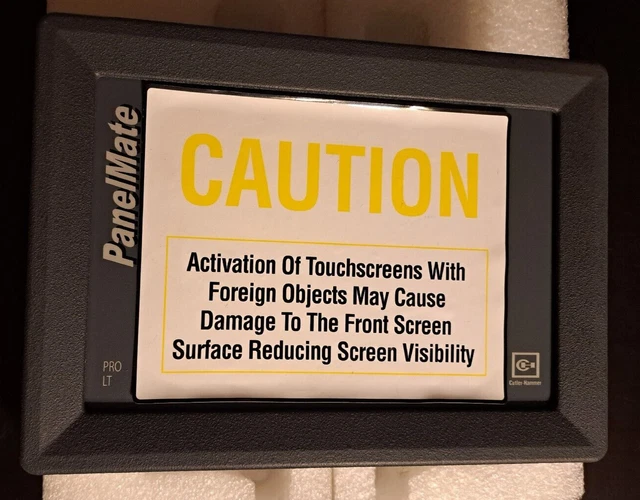 PanelMate
CAUTION
Activation Of Touchscreens With
Foreign Objects May Cause
Damage To The Front Screen
Surface Reducing Screen Visibility
PRO
LT
Cutler-Hammer